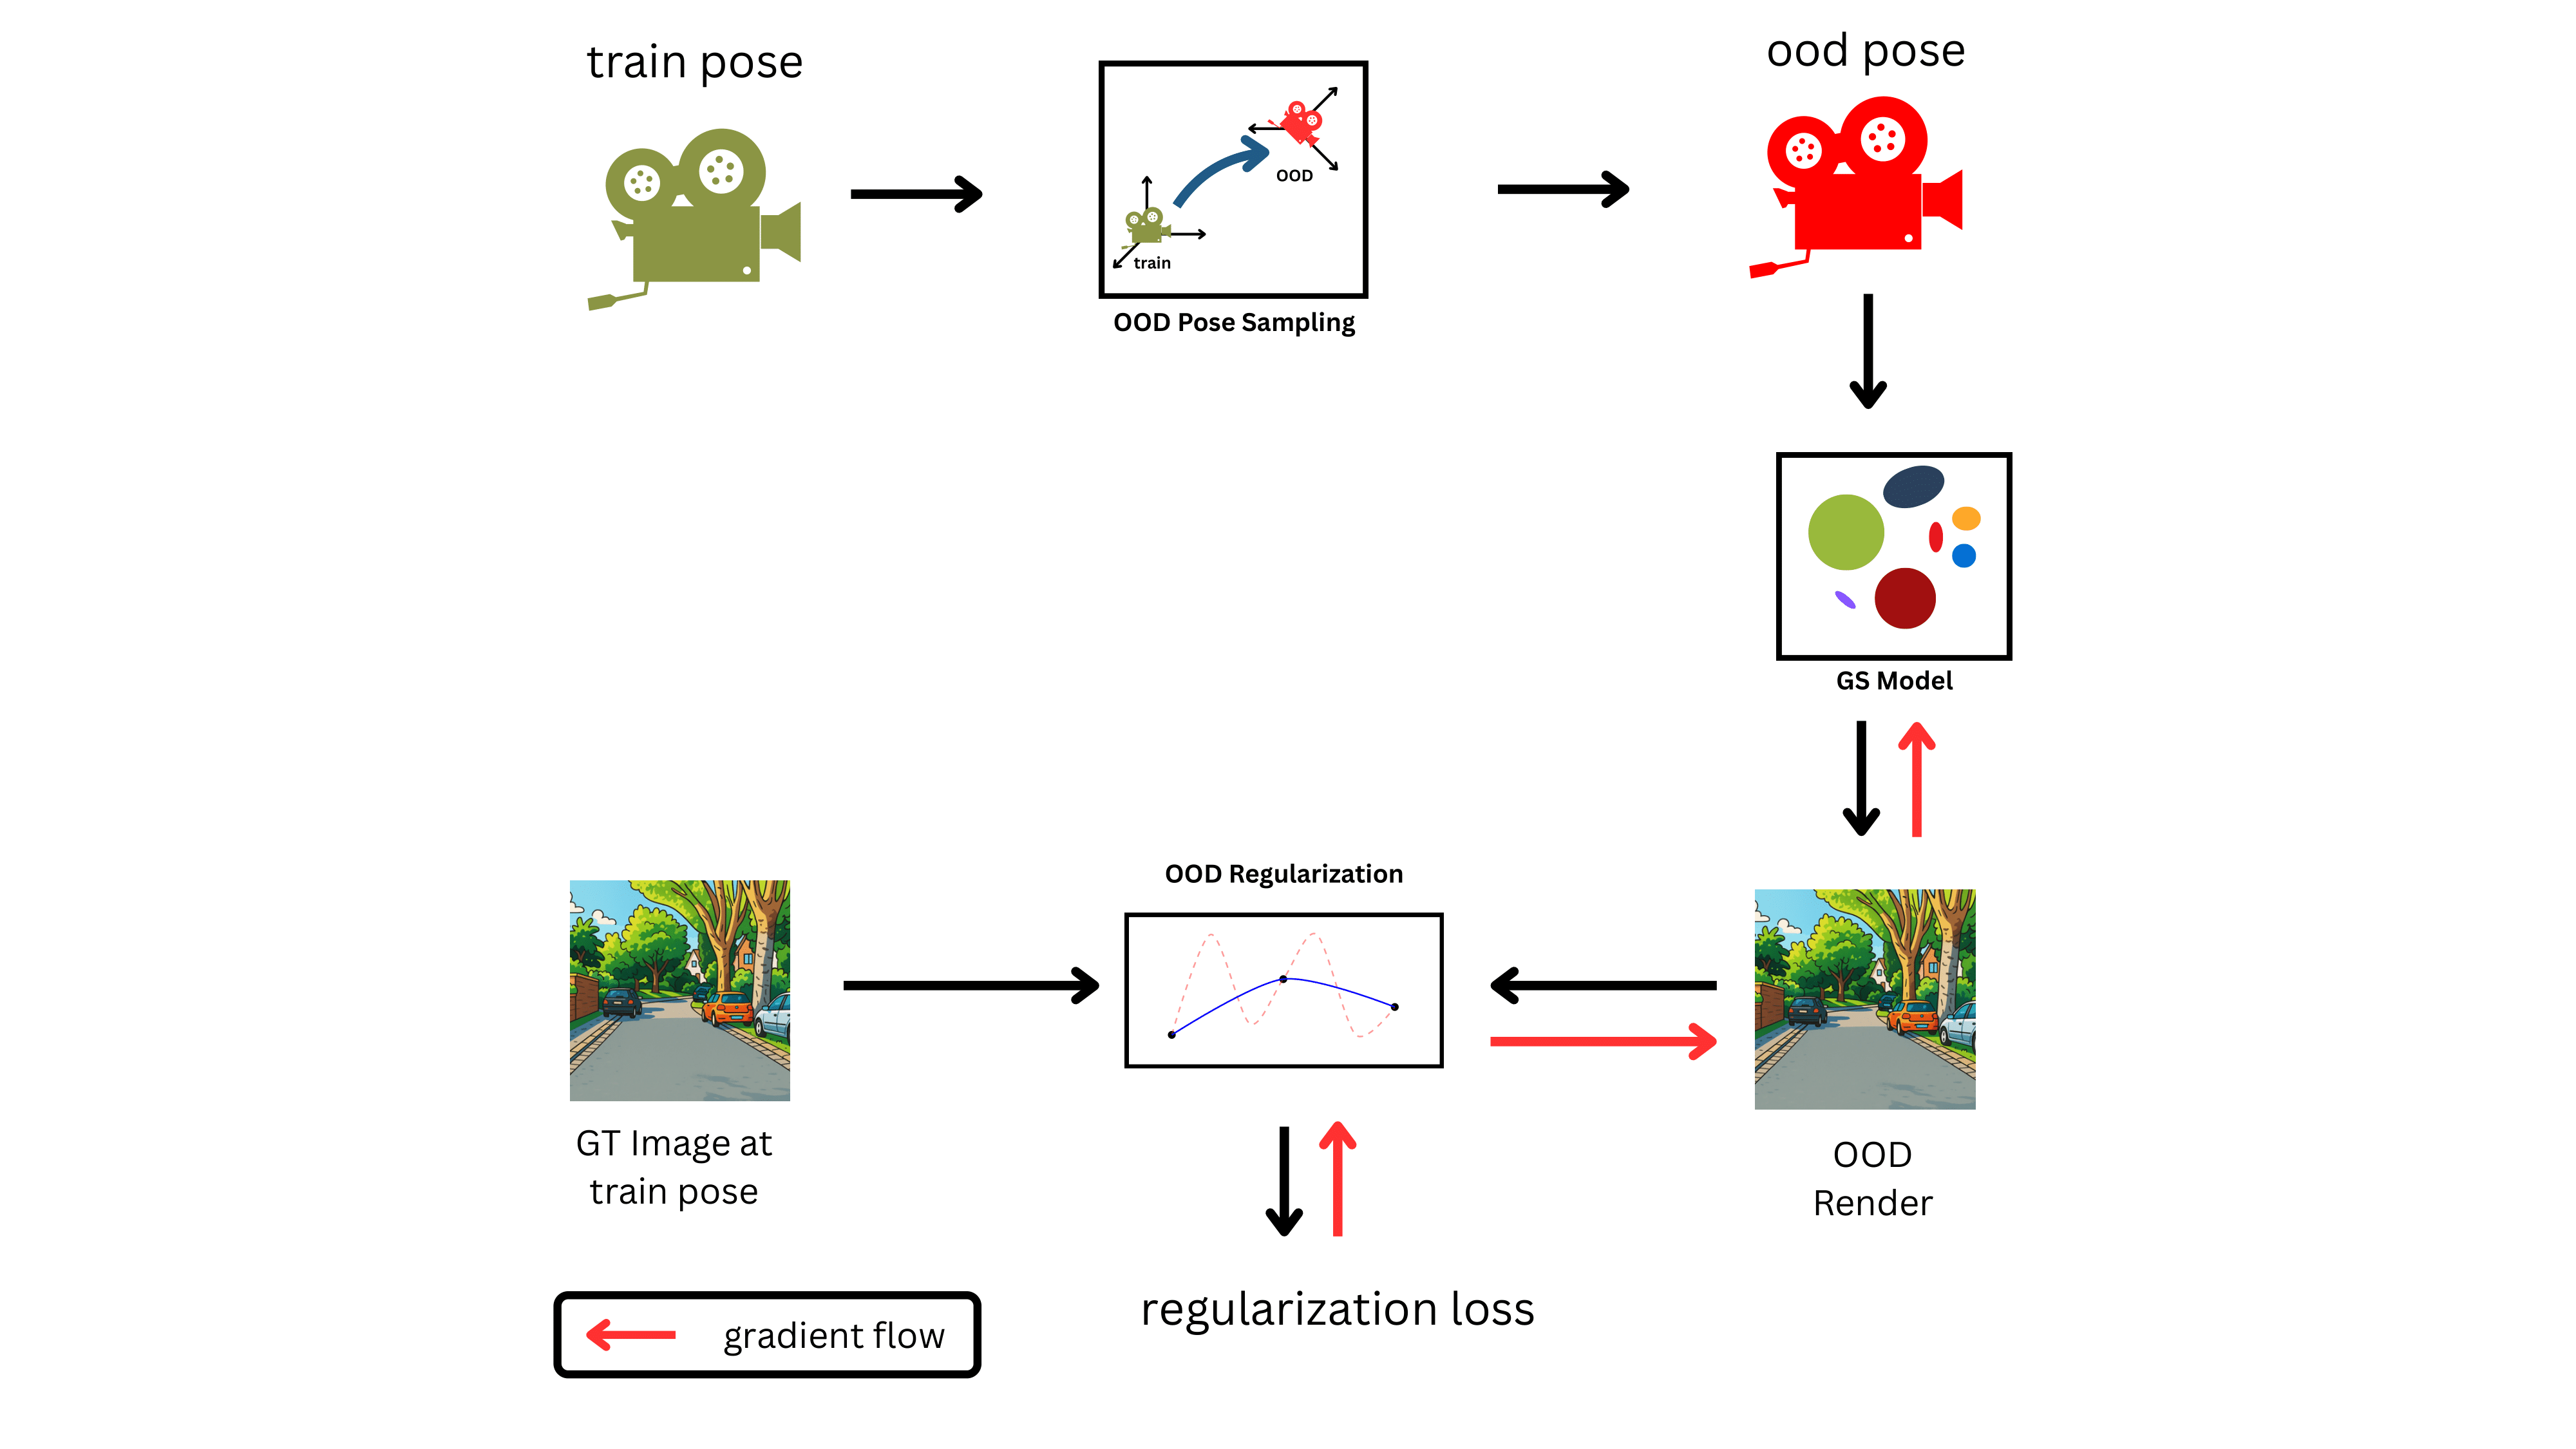 train pose
ood pose
OOD
train
OOD Pose Sampling
GS Model
OOD Regularization
GT Image at
train pose
OOD
Render
regularization loss
gradient flow